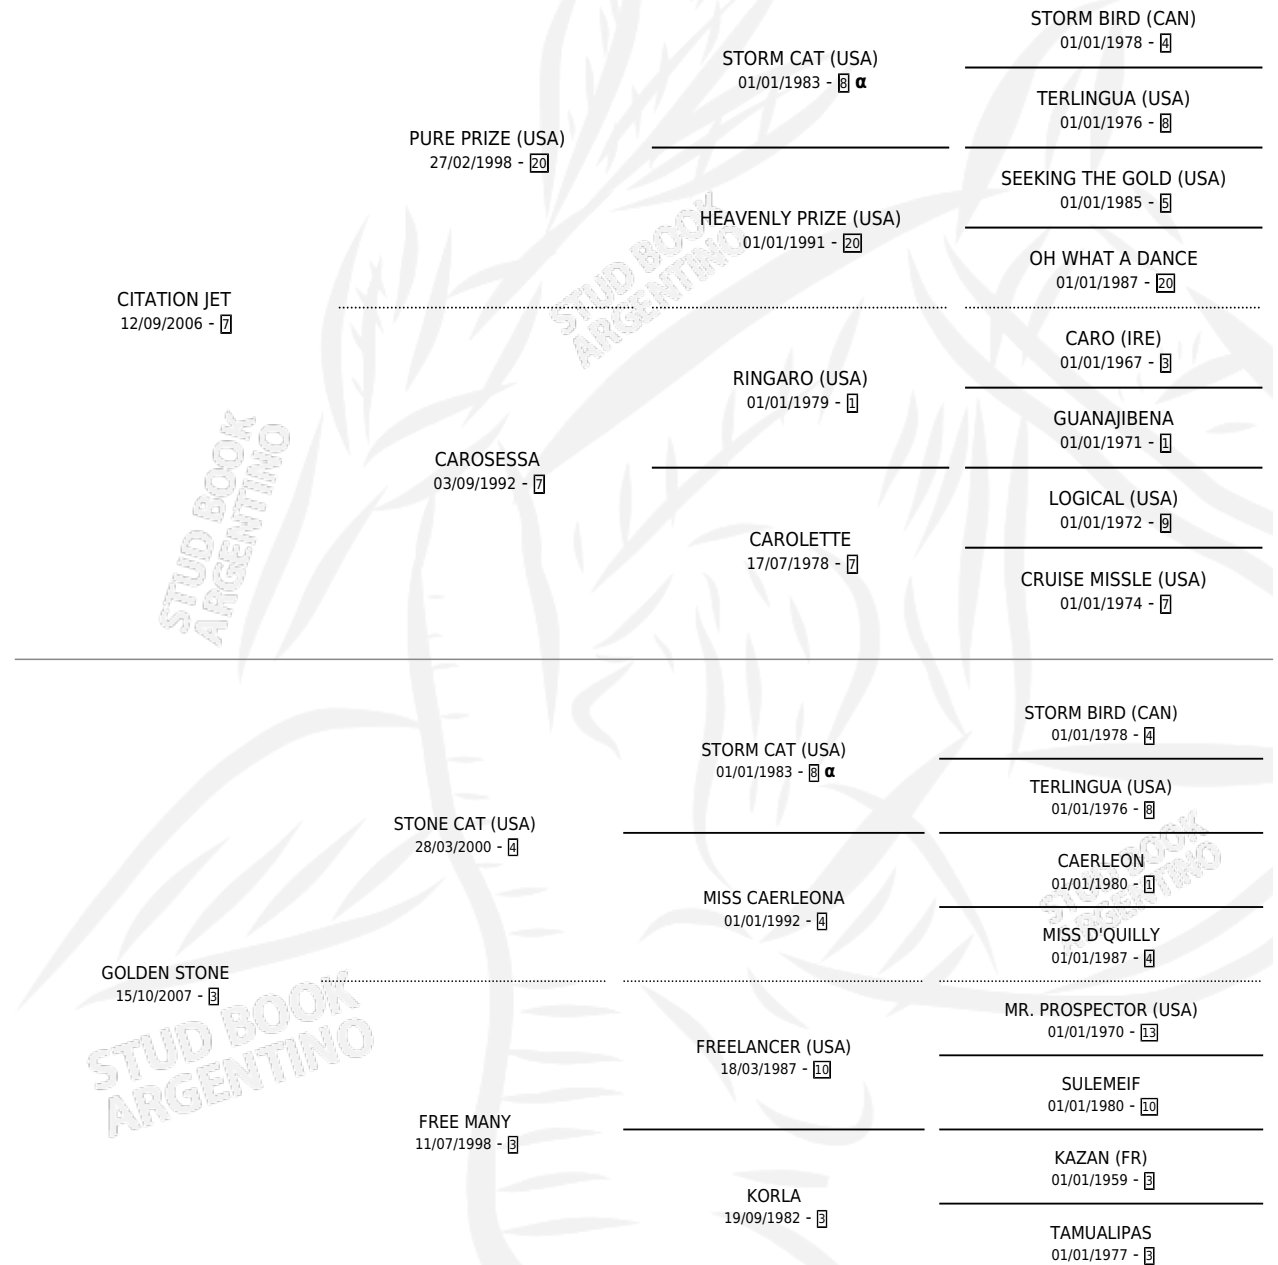 STORM BIRD (CAN)
01/01/1978 - 4
STORM CAT (USA)
01/01/1983 - 8 α
TERLINGUA (USA)
01/01/1976 - 8
PURE PRIZE (USA)
27/02/1998 - 20
SEEKING THE GOLD (USA)
01/01/1985 - 5
HEAVENLY PRIZE (USA)
01/01/1991 - 20
OH WHAT A DANCE
01/01/1987 - 20
CITATION JET
12/09/2006 - 7
CARO (IRE)
01/01/1967 - 3
RINGARO (USA)
01/01/1979 - 1
GUANAJIBENA
01/01/1971 - 1
CAROSESSA
03/09/1992 - 7
LOGICAL (USA)
01/01/1972 - 9
CAROLETTE
17/07/1978 - 7
CRUISE MISSLE (USA)
01/01/1974 - 7
STORM BIRD (CAN)
01/01/1978 - 4
STORM CAT (USA)
01/01/1983 - 8 α
TERLINGUA (USA)
01/01/1976 - 8
STONE CAT (USA)
28/03/2000 - 4
CAERLEON
01/01/1980 - 1
MISS CAERLEONA
01/01/1992 - 4
MISS D'QUILLY
01/01/1987 - 4
GOLDEN STONE
15/10/2007 - 3
MR. PROSPECTOR (USA)
01/01/1970 - 13
FREELANCER (USA)
18/03/1987 - 10
SULEMEIF
01/01/1980 - 10
FREE MANY
11/07/1998 - 3
KAZAN (FR)
01/01/1959 - 3
KORLA
19/09/1982 - 3
TAMUALIPAS
01/01/1977 - 3
STUD BOOK
ARGENTINO
STUD BOOK
ARGENTINO
STUD BOOK
ARGENTINO
STUD BOOK
ARGENTINO